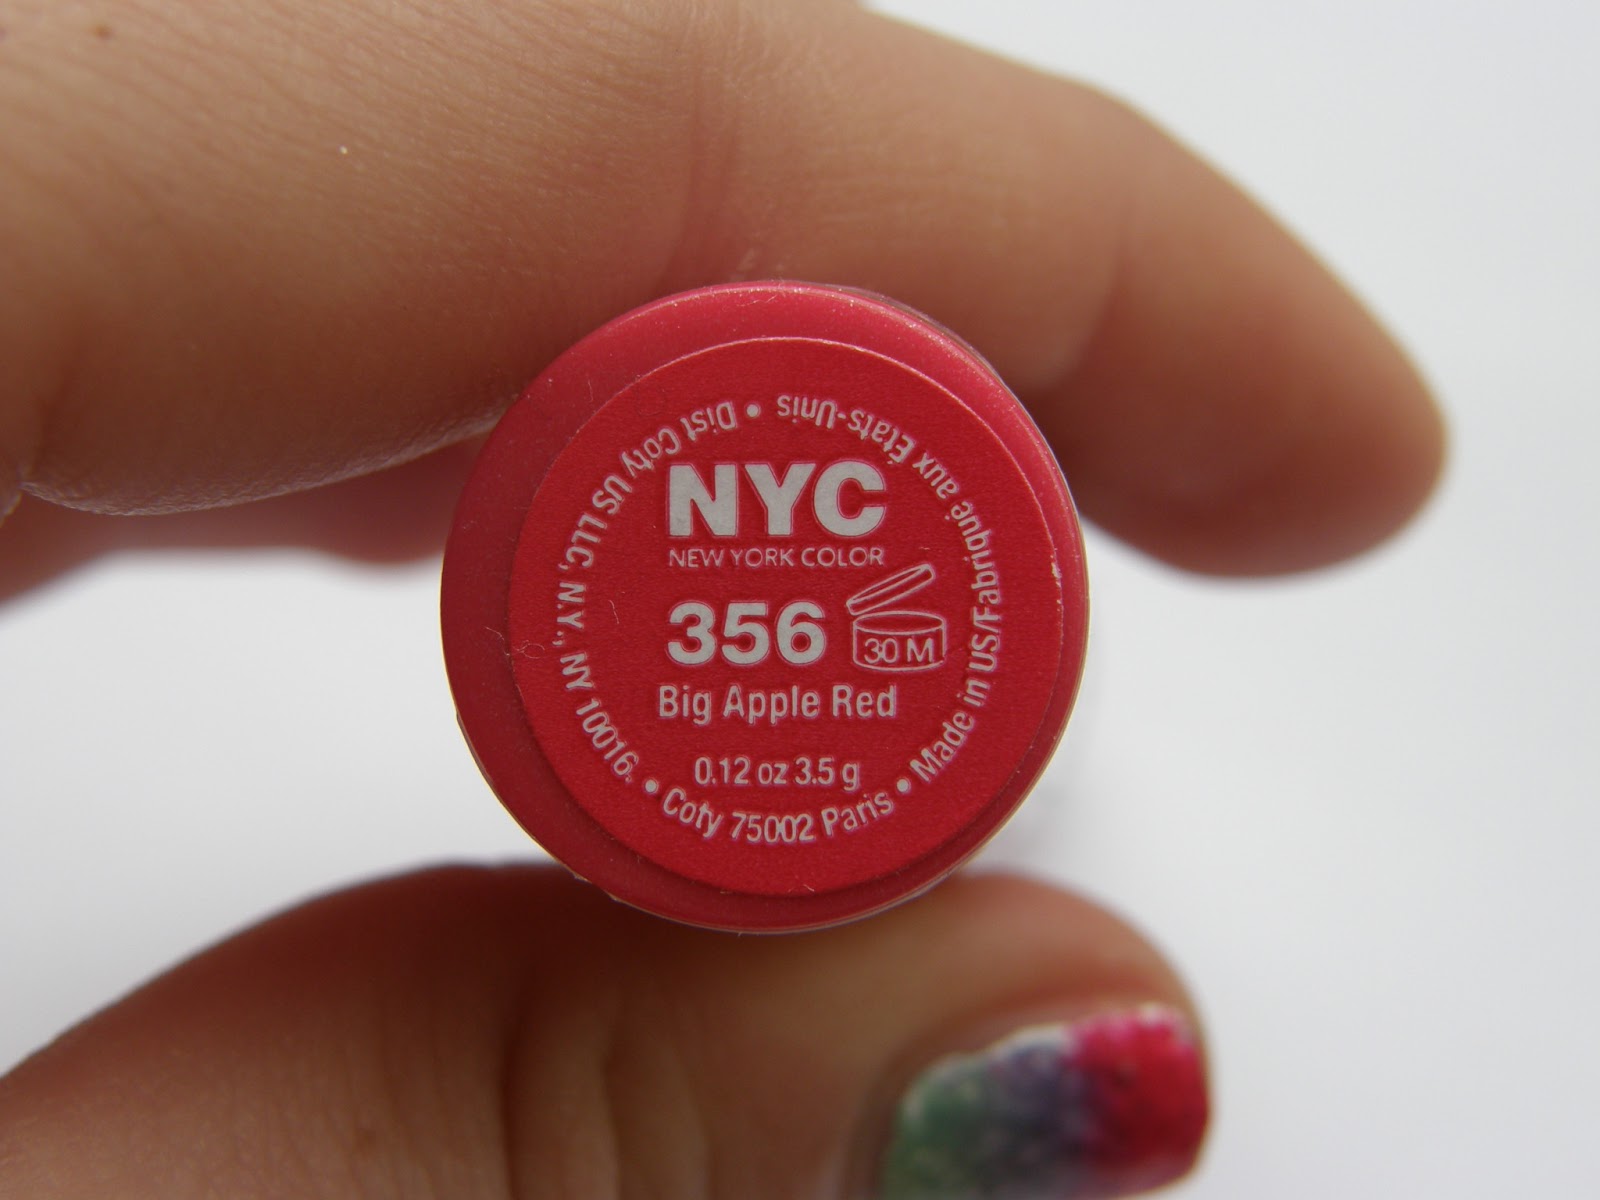 NYC
NEW YORK COLOR
356
30 M
Big Apple Red
0.12 oz 3.5 g
Dist Coty US LLC, N.Y., NY 10016. • Coty 75002 Paris • Made in US/Fabriqué aux États-Unis •